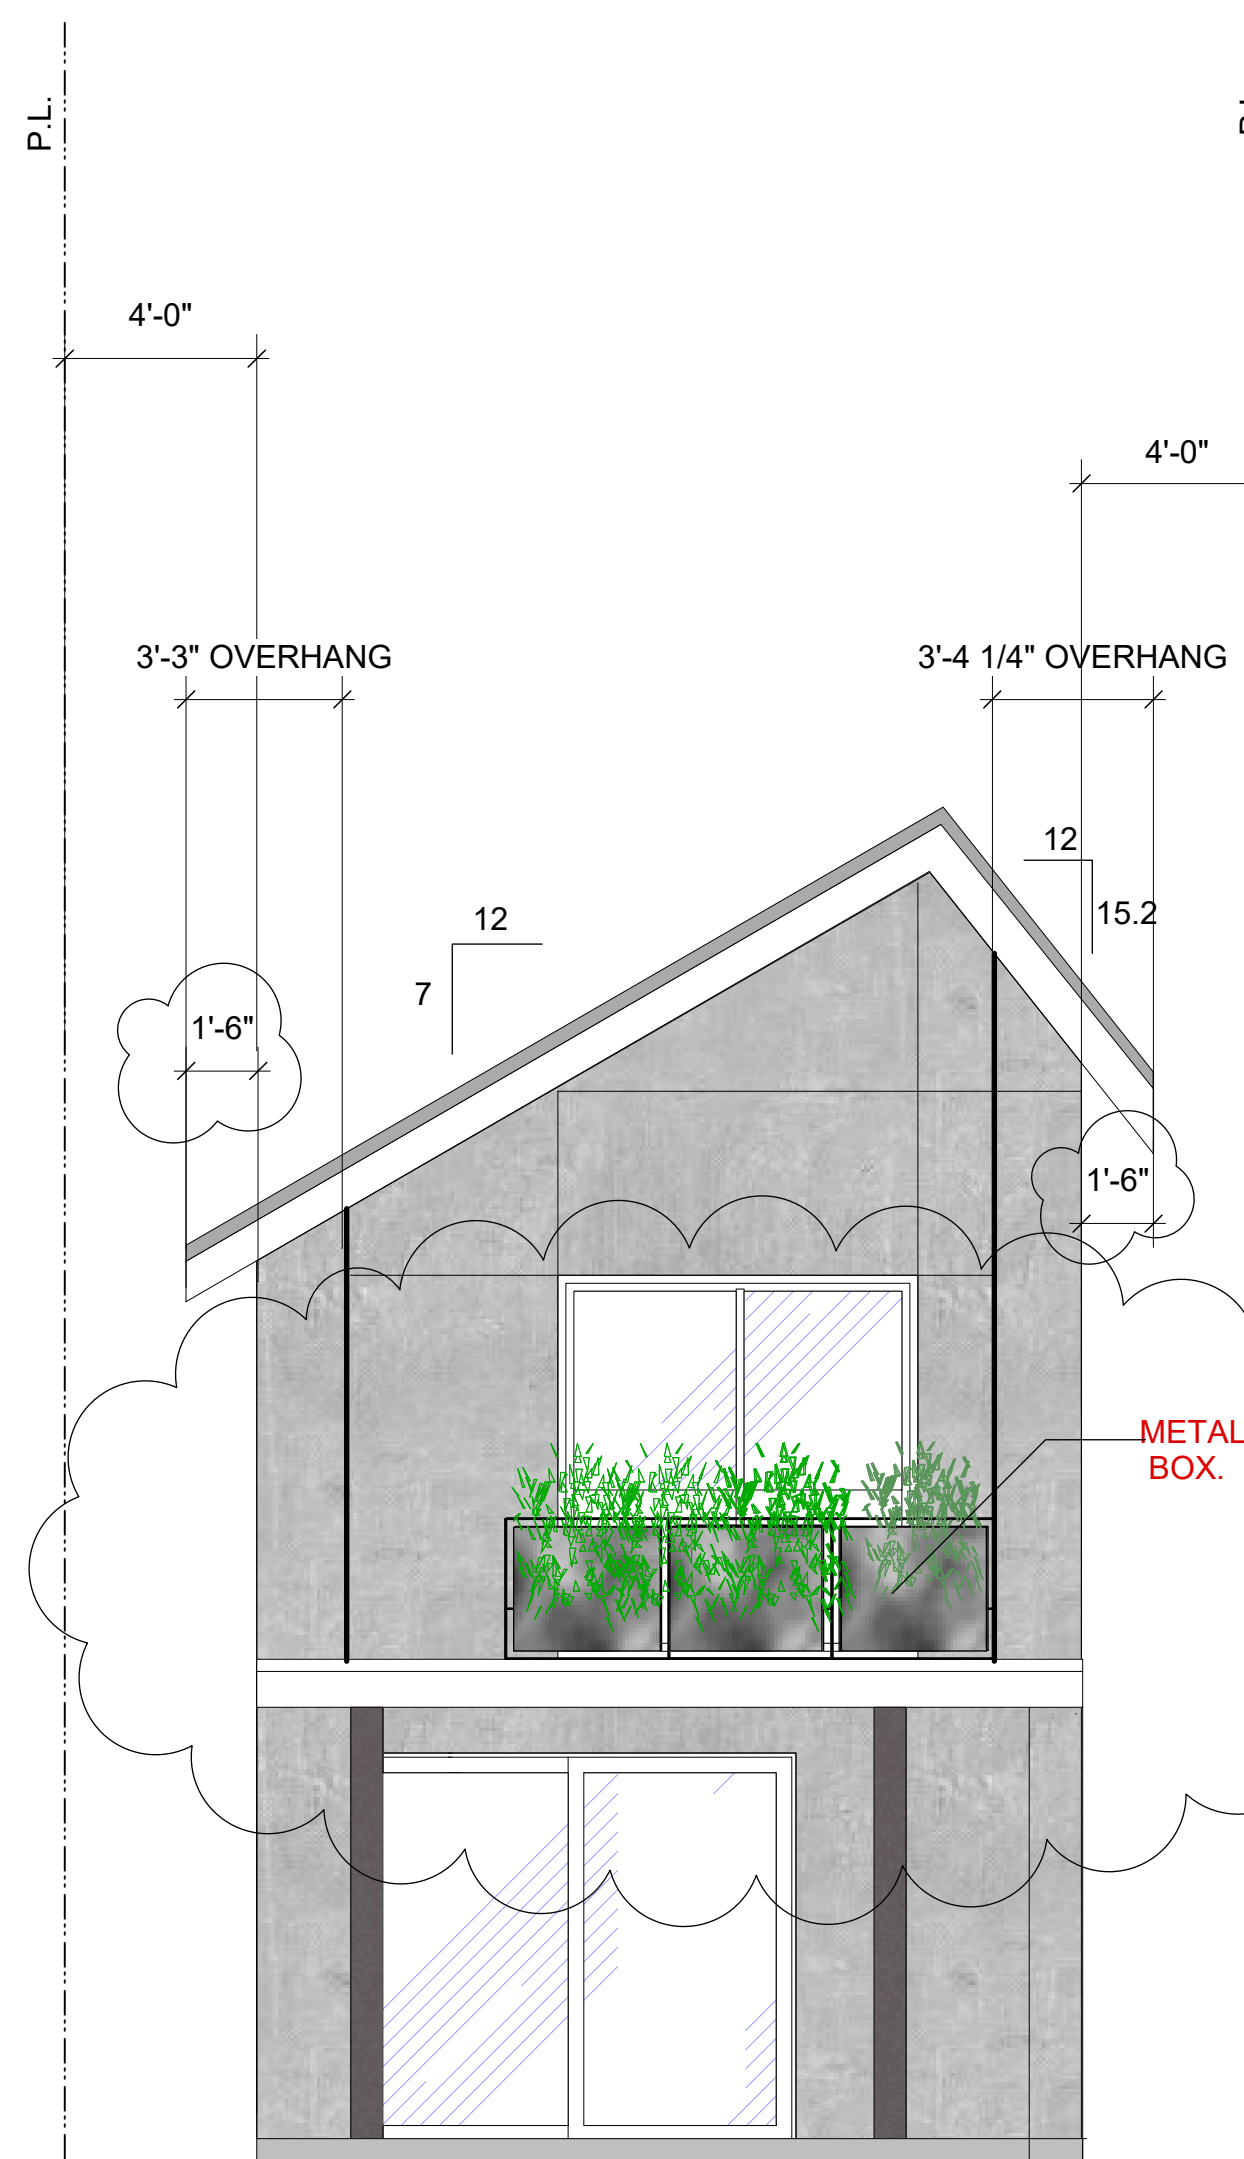 P.L.
4'-0"
4'-0"
3'-3" OVERHANG
3'-4 1/4" OVERHANG
12
15.2
12
7
1'-6"
1'-6"
METAL
BOX.